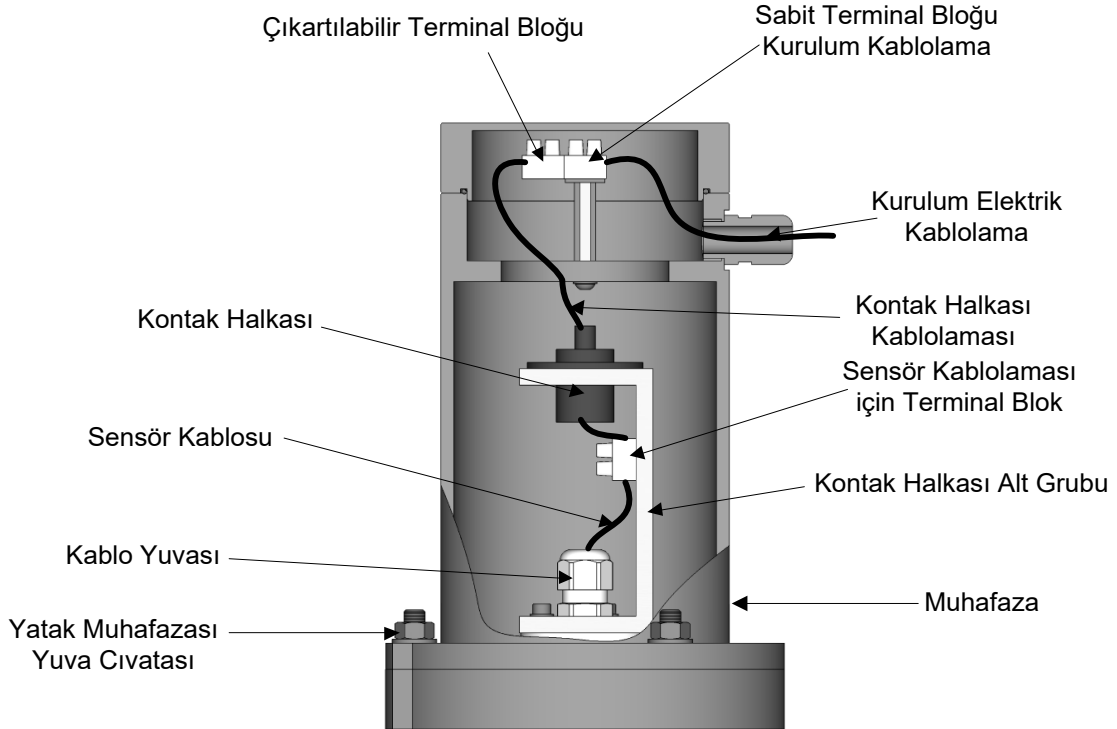 Çıkartılabilir Terminal Bloğu
Sabit Terminal Bloğu
Kurulum Kablolama
Kurulum Elektrik
Kablolama
Kontak Halkası
Kontak Halkası
Kablolaması
Sensör Kablolaması
için Terminal Blok
Sensör Kablosu
Kontak Halkası Alt Grubu
Kablo Yuvası
Muhafaza
Yatak Muhafazası
Yuva Cıvatası